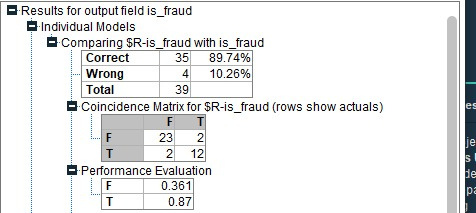 Results for output field is_fraud
Individual Models
Comparing $R-is_fraud with is_fraud
Correct 35 89.74%
Wrong 4 10.26%
Total 39
Coincidence Matrix for $R-is_fraud (rows show actuals)
F T
F 23 2
T 2 12
Performance Evaluation
F 0.361
T 0.87